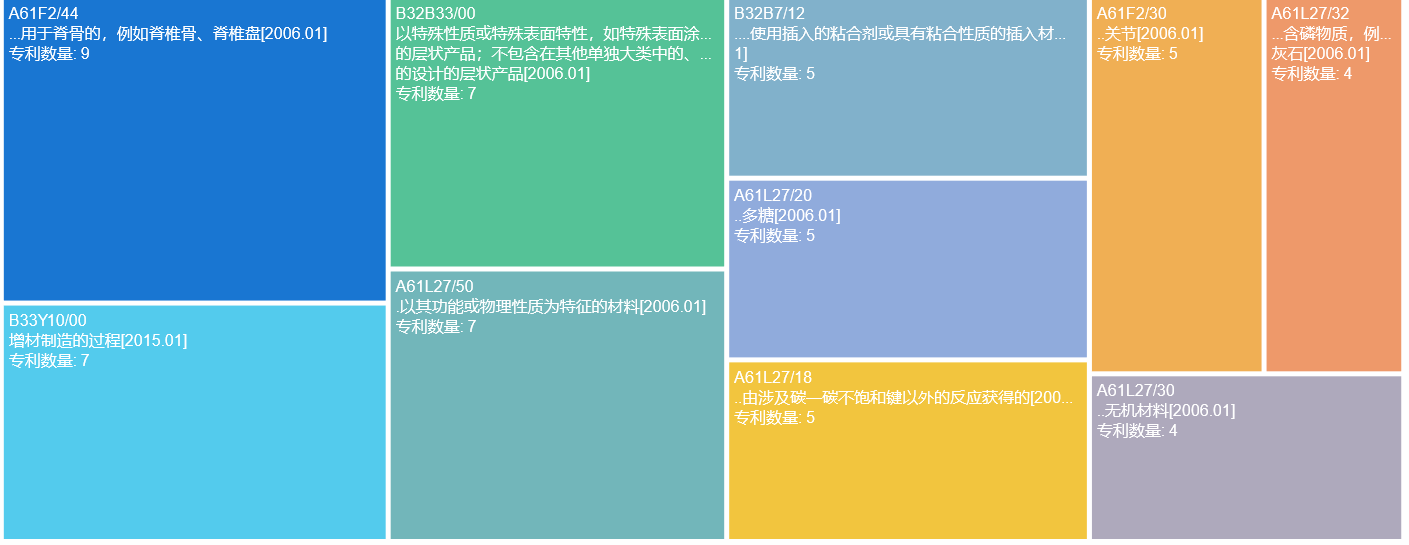 A61F2/44
...用于脊骨的，例如脊椎骨、脊椎盘[2006.01]
专利数量: 9
B33Y10/00
增材制造的过程[2015.01]
专利数量: 7
B32B33/00
以特殊性质或特殊表面特性，如特殊表面涂...
的层状产品；不包含在其他单独大类中的、...
的设计的层状产品[2006.01]
专利数量: 7
A61L27/50
.以其功能或物理性质为特征的材料[2006.01]
专利数量: 7
B32B7/12
....使用插入的粘合剂或具有粘合性质的插入材...
1]
专利数量: 5
A61L27/20
..多糖[2006.01]
专利数量: 5
A61L27/18
..由涉及碳—碳不饱和键以外的反应获得的[200...
专利数量: 5
A61F2/30
..关节[2006.01]
专利数量: 5
A61L27/32
...含磷物质，例...
灰石[2006.01]
专利数量: 4
A61L27/30
..无机材料[2006.01]
专利数量: 4